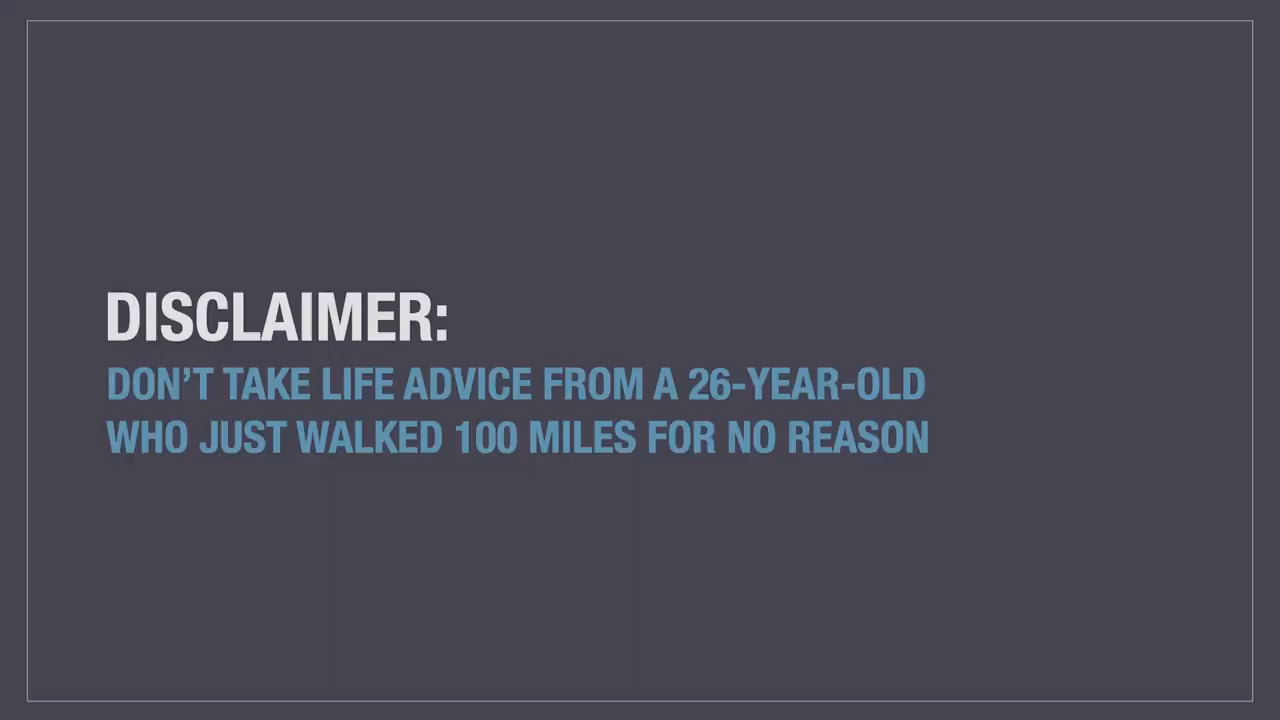 DISCLAIMER:
DON’T TAKE LIFE ADVICE FROM A 26-YEAR-OLD
WHO JUST WALKED 100 MILES FOR NO REASON